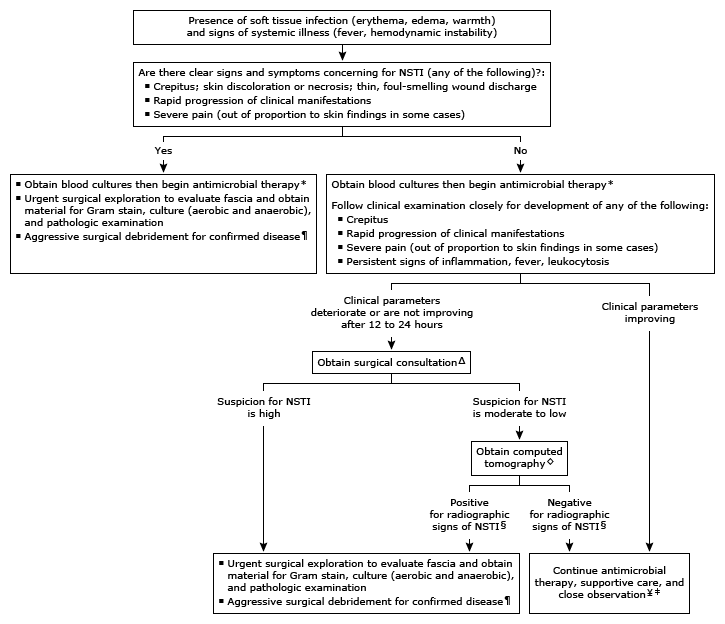 Presence of soft tissue infection (erythema, edema, warmth)
and signs of systemic illness (fever, hemodynamic instability)
Are there clear signs and symptoms concerning for NSTI (any of the following)?:
▪ Crepitus; skin discoloration or necrosis; thin, foul-smelling wound discharge
▪ Rapid progression of clinical manifestations
▪ Severe pain (out of proportion to skin findings in some cases)
Yes
No
▪ Obtain blood cultures then begin antimicrobial therapy*
▪ Urgent surgical exploration to evaluate fascia and obtain
material for Gram stain, culture (aerobic and anaerobic),
and pathologic examination
▪ Aggressive surgical debridement for confirmed disease¶
Obtain blood cultures then begin antimicrobial therapy*
Follow clinical examination closely for development of any of the following:
▪ Crepitus
▪ Rapid progression of clinical manifestations
▪ Severe pain (out of proportion to skin findings in some cases)
▪ Persistent signs of inflammation, fever, leukocytosis
Clinical parameters
deteriorate or are not improving
after 12 to 24 hours
Clinical parameters
improving
Obtain surgical consultationΔ
Suspicion for NSTI
is high
Suspicion for NSTI
is moderate to low
Obtain computed
tomography◇
Positive
for radiographic
signs of NSTI§
Negative
for radiographic
signs of NSTI§
▪ Urgent surgical exploration to evaluate fascia and obtain
material for Gram stain, culture (aerobic and anaerobic),
and pathologic examination
▪ Aggressive surgical debridement for confirmed disease¶
Continue antimicrobial
therapy, supportive care, and
close observation¥‡